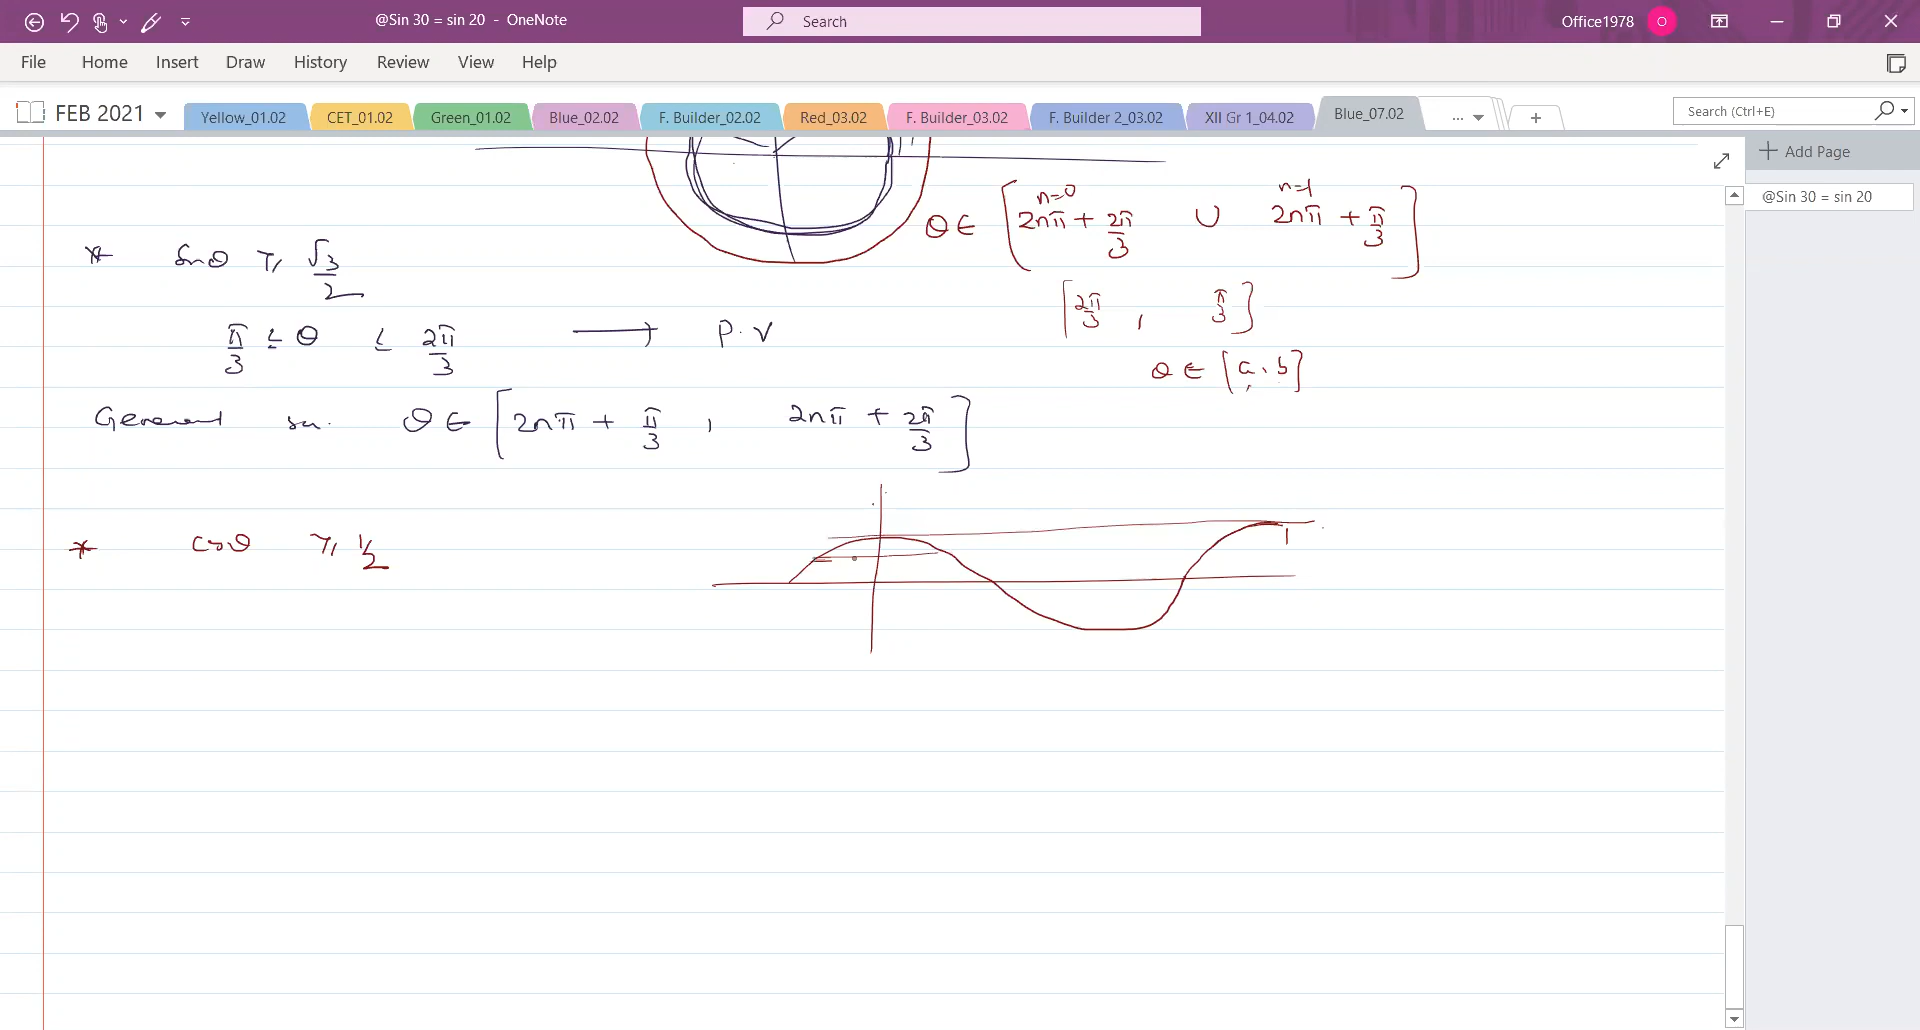 @Sin 30 = sin 20 - OneNote
Search
Office1978
O
File Home Insert Draw History Review View Help
FEB 2021
Yellow_01.02 CET_01.02 Green_01.02 Blue_02.02 F. Builder_02.02 Red_03.02 F. Builder_03.02 F. Builder 2_03.02 XII Gr 1_04.02 Blue_07.02 ... +
Search (Ctrl+E)
+ Add Page
@Sin 30 = sin 20
n=0 n=1
θ ∈ [2nπ + 2π/3 ∪ 2nπ + π/3]
* Sinθ ≥ √3/2
[2π/3, π/3]
π/3 ≤ θ ≤ 2π/3 → P.V
θ ∈ [a, b]
General θ ∈ [2nπ + π/3, 2nπ + 2π/3]
* cosθ ≥ 1/2